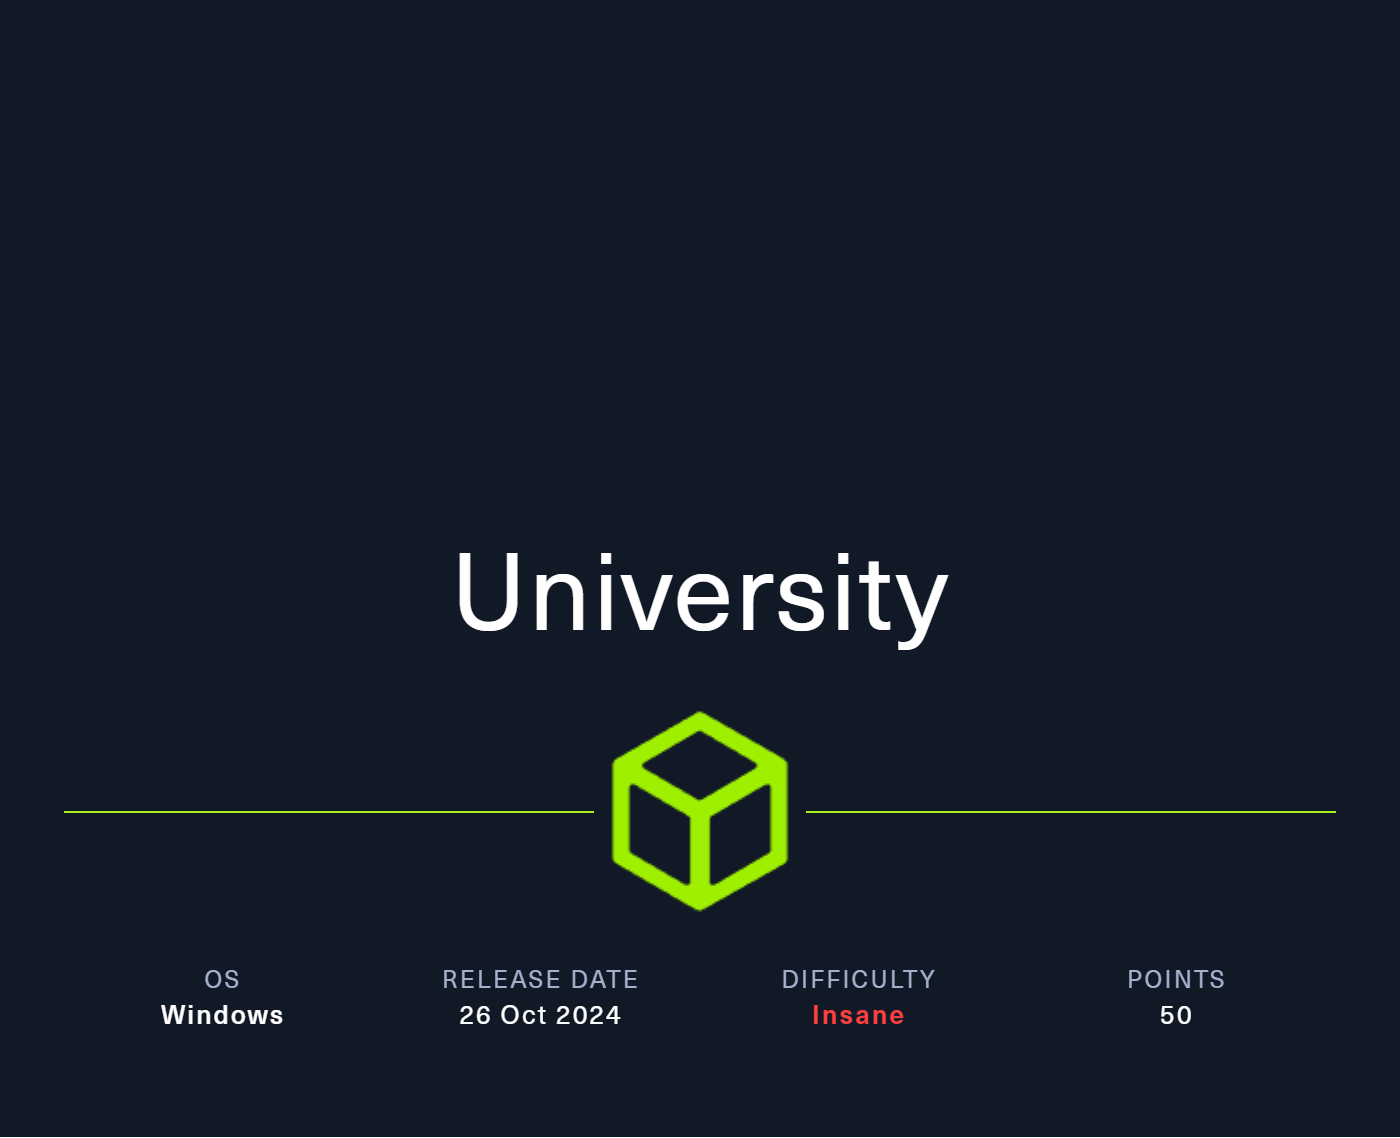 University
OS
Windows
RELEASE DATE
26 Oct 2024
DIFFICULTY
Insane
POINTS
50